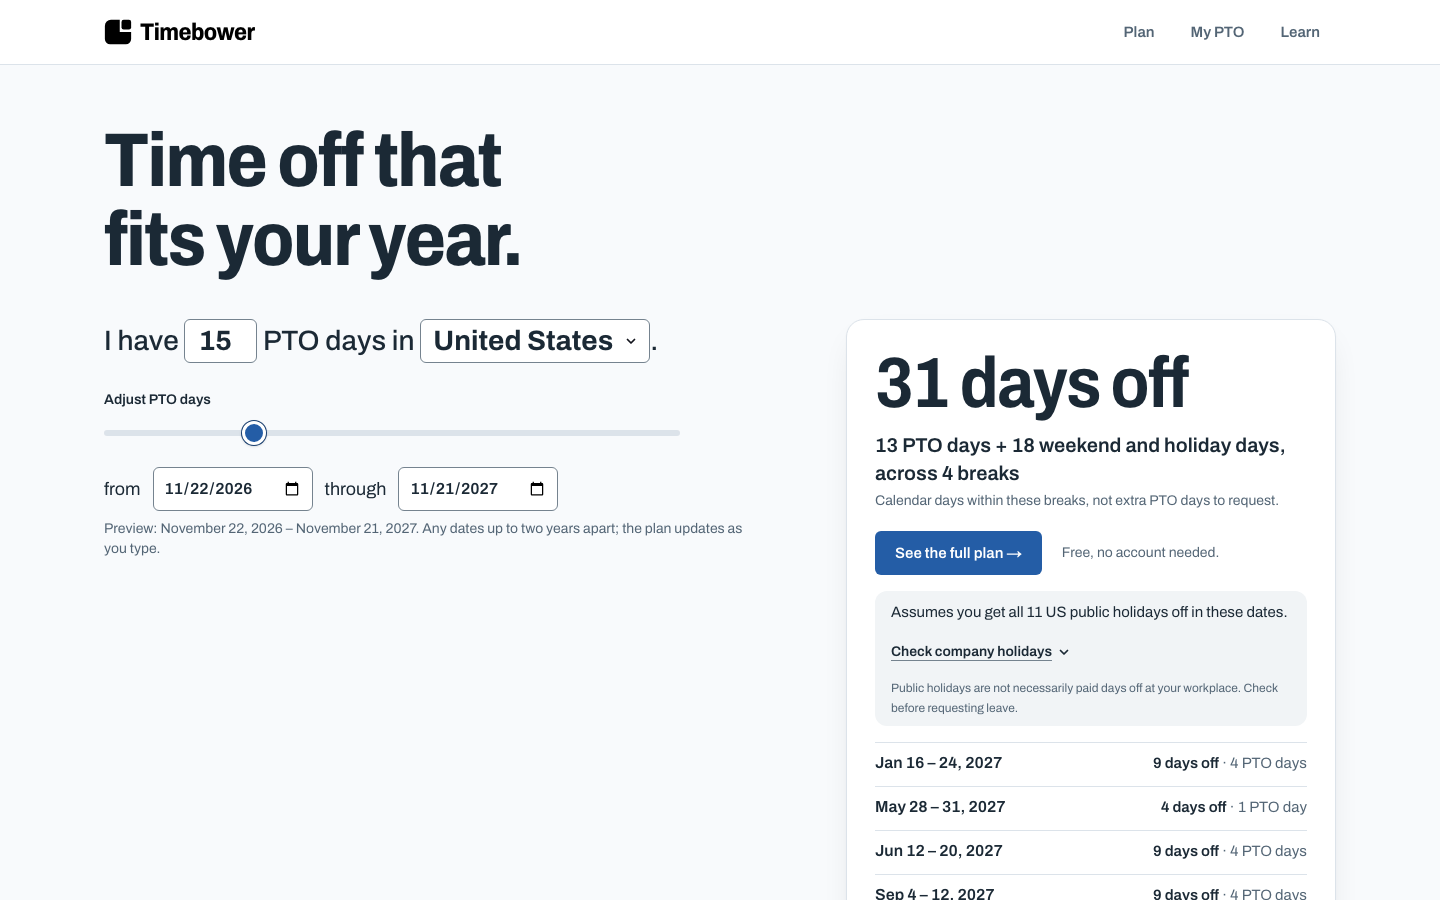 Timebower
Plan
My PTO
Learn
Time off that
fits your year.
I have 15 PTO days in United States .
Adjust PTO days
from 11/22/2026 through 11/21/2027
Preview: November 22, 2026 – November 21, 2027. Any dates up to two years apart; the plan updates as
you type.
31 days off
13 PTO days + 18 weekend and holiday days,
across 4 breaks
Calendar days within these breaks, not extra PTO days to request.
See the full plan →
Free, no account needed.
Assumes you get all 11 US public holidays off in these dates.
Check company holidays
Public holidays are not necessarily paid days off at your workplace. Check
before requesting leave.
Jan 16 – 24, 2027 9 days off · 4 PTO days
May 28 – 31, 2027 4 days off · 1 PTO day
Jun 12 – 20, 2027 9 days off · 4 PTO days
Sep 4 – 12, 2027 9 days off · 4 PTO days